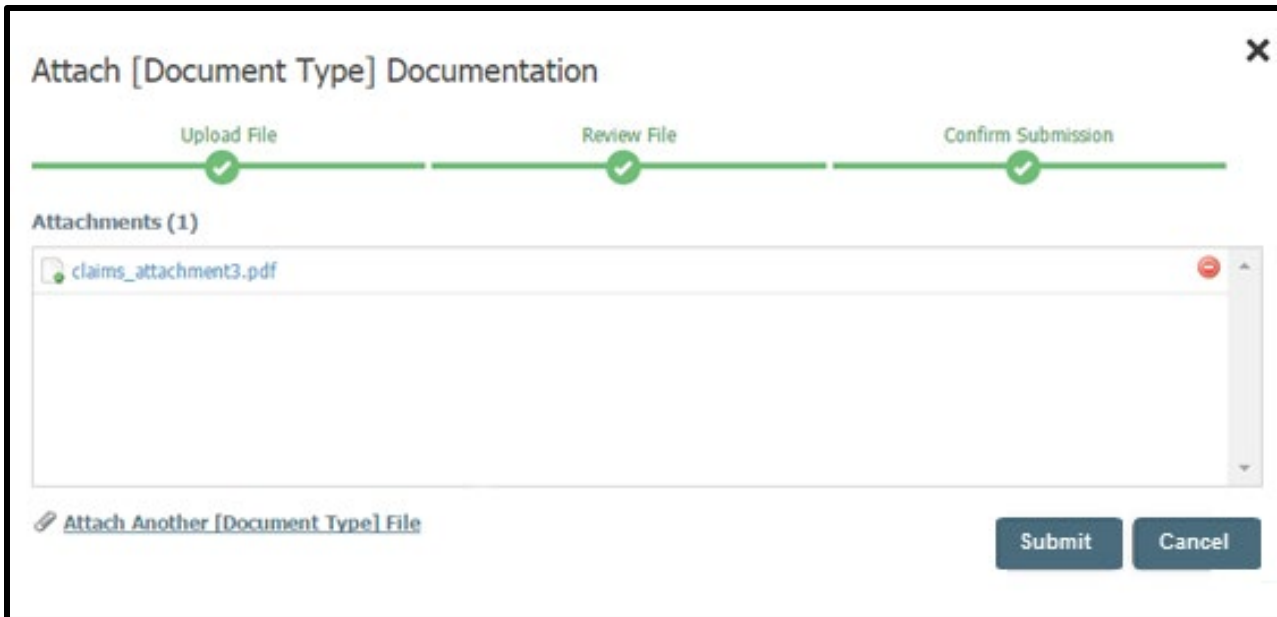 Attach [Document Type] Documentation
Upload File Review File Confirm Submission
Attachments (1)
claims_attachment3.pdf
Attach Another [Document Type] File
Submit Cancel